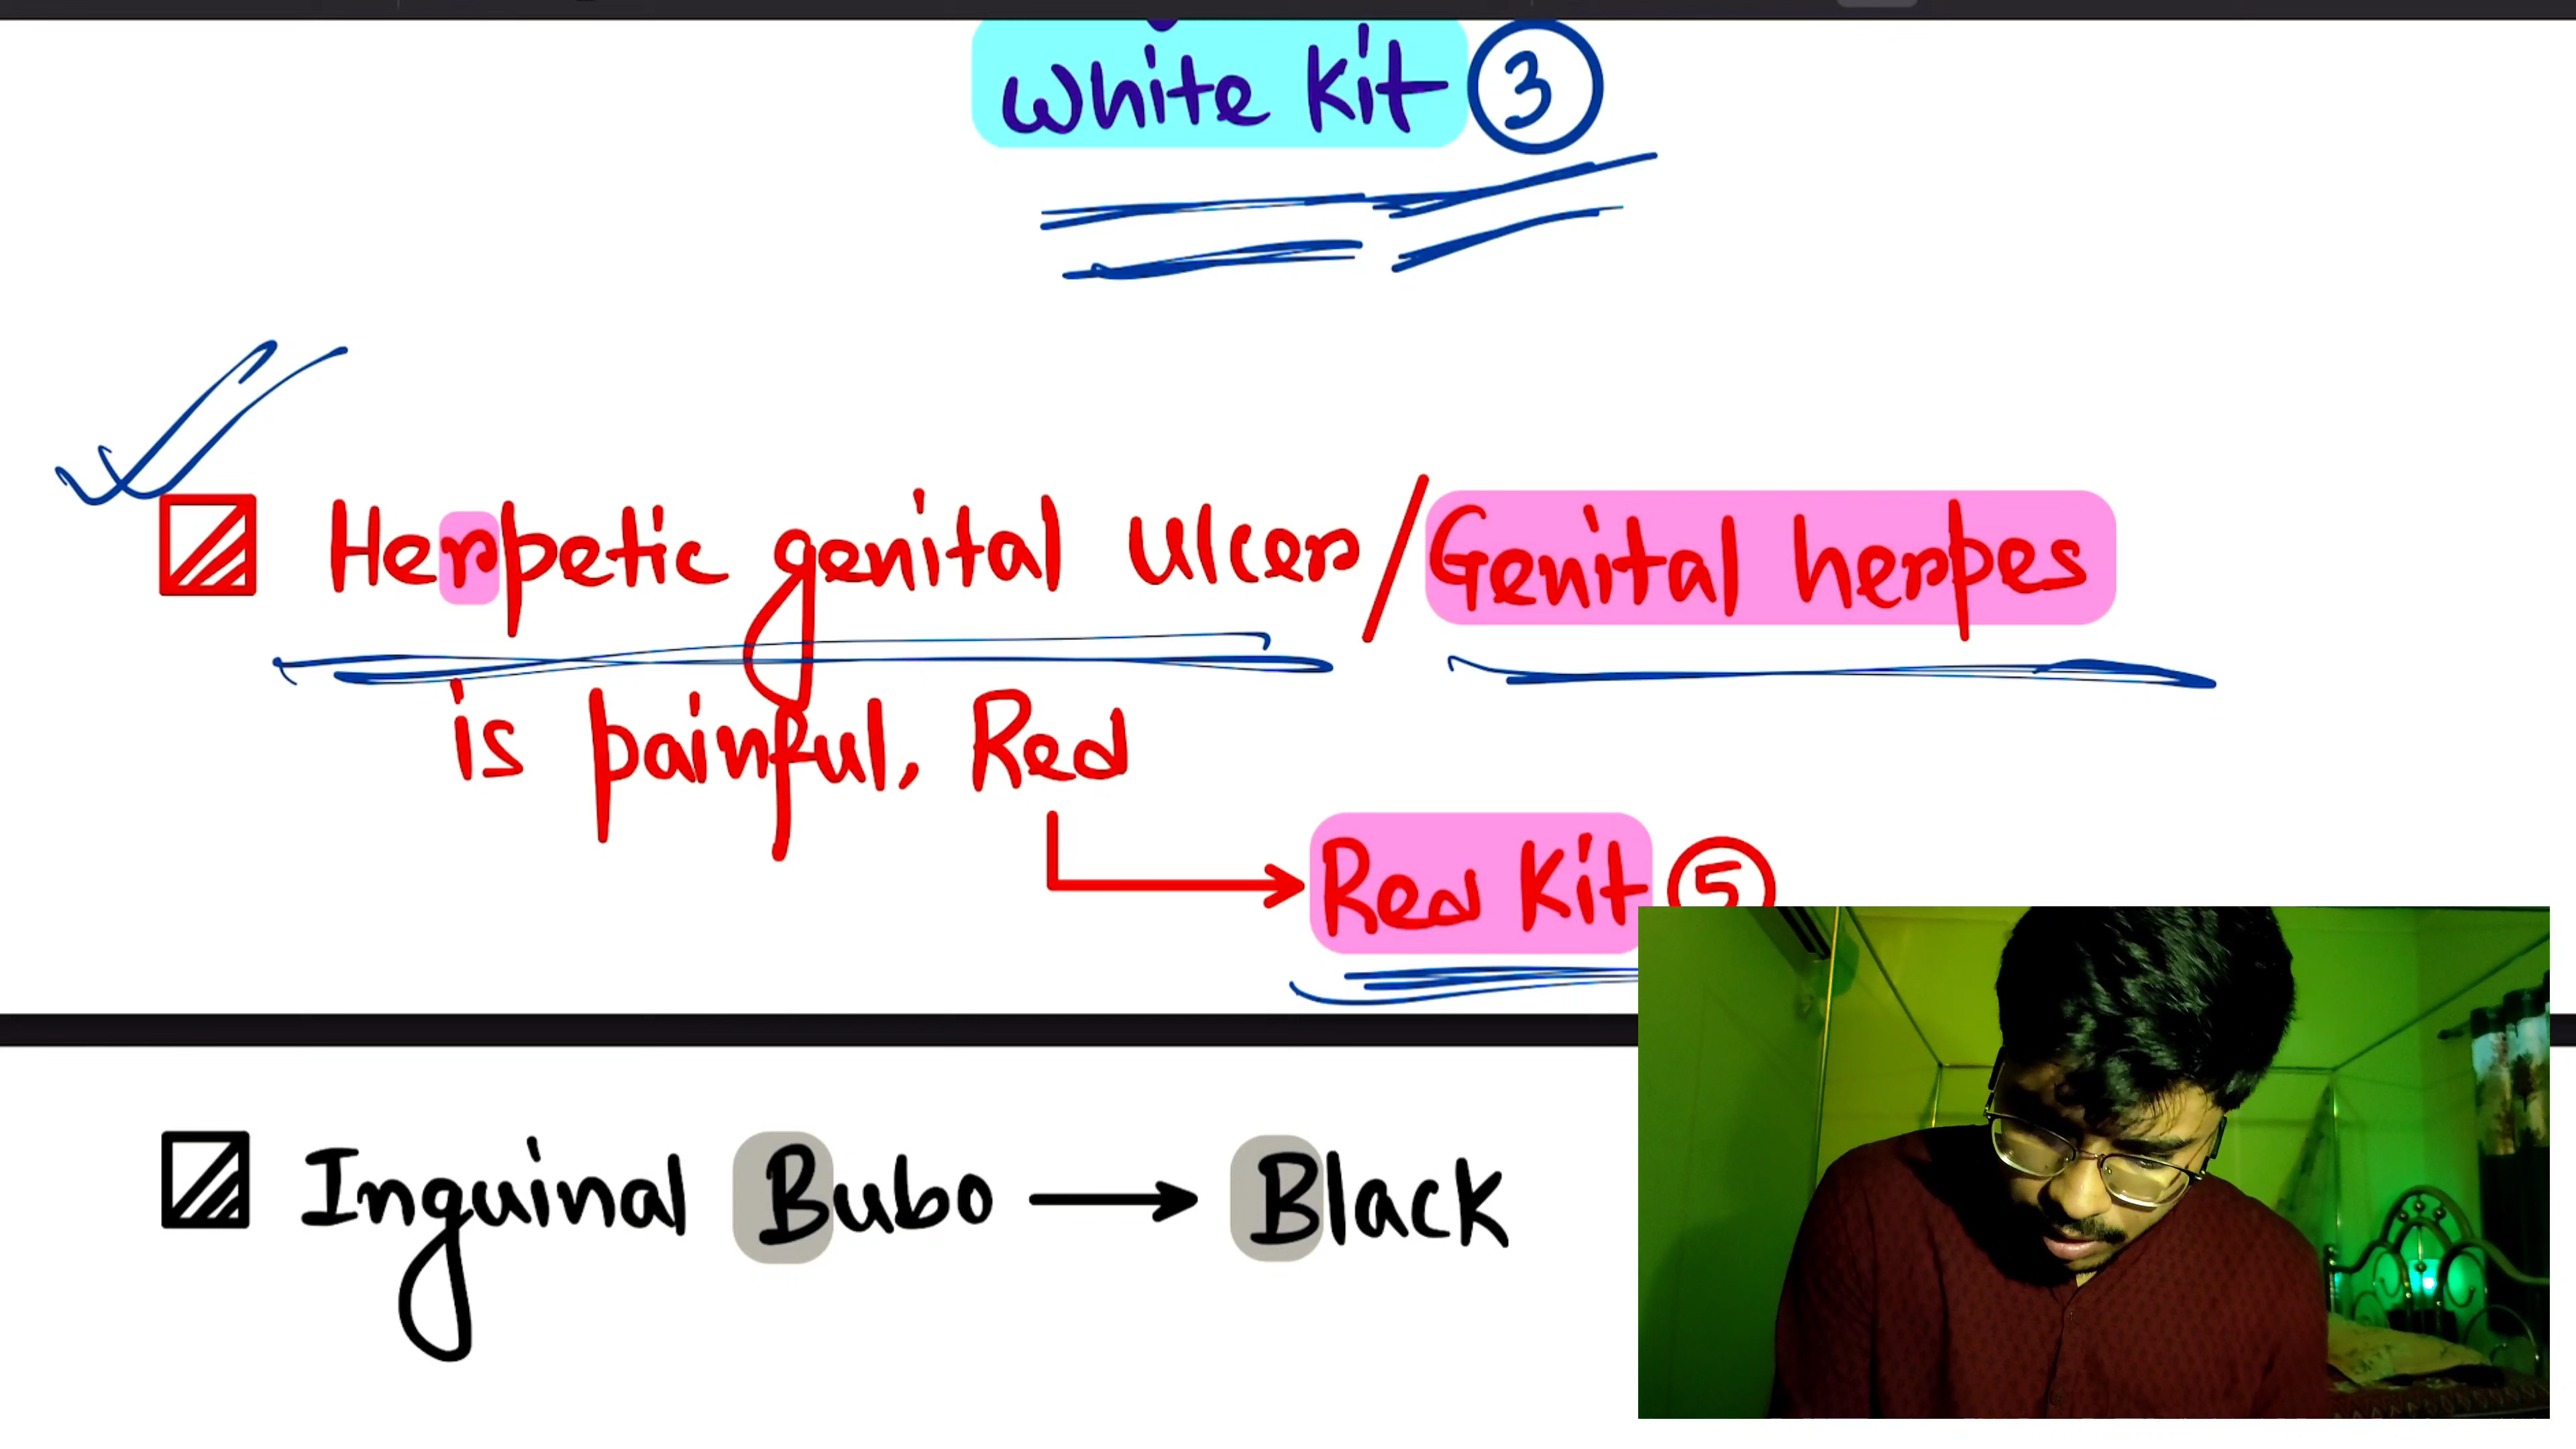 White Kit ③
Herpetic genital Ulcer/Genital herpes
is painful, Red
Red Kit ⑤
Inguinal Bubo → Black